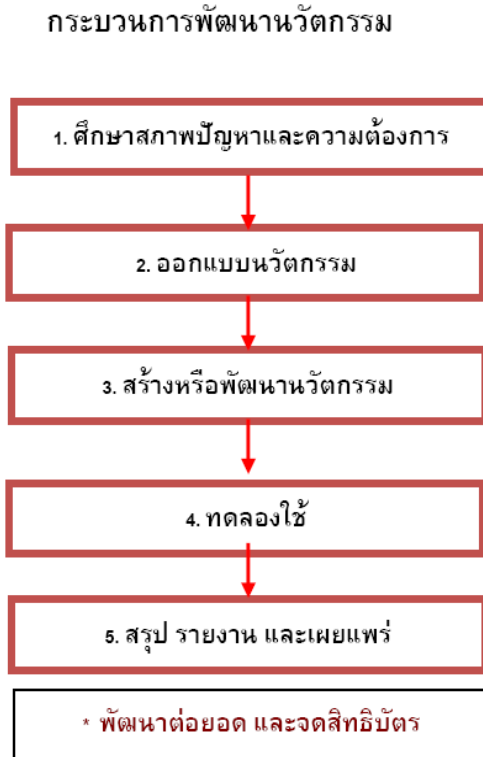 กระบวนการพัฒนานวัตกรรม
1. ศึกษาสภาพปัญหาและความต้องการ
2. ออกแบบนวัตกรรม
3. สร้างหรือพัฒนานวัตกรรม
4. ทดลองใช้
5. สรุป รายงาน และเผยแพร่
* พัฒนาต่อยอด และจดสิทธิบัตร